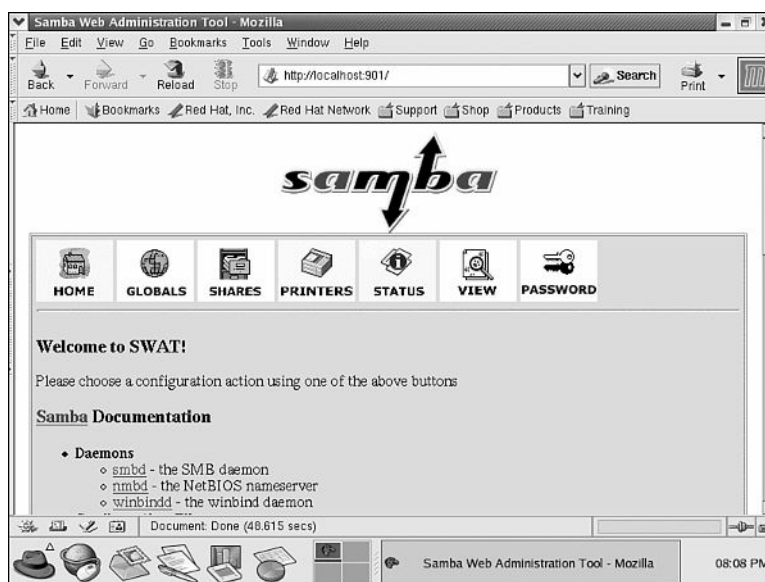 Samba Web Administration Tool - Mozilla
File Edit View Go Bookmarks Tools Window Help
Back Forward Reload Stop http://localhost:901/ Search Print
Home Bookmarks Red Hat, Inc. Red Hat Network Support Shop Products Training
samba
HOME GLOBALS SHARES PRINTERS STATUS VIEW PASSWORD
Welcome to SWAT!
Please choose a configuration action using one of the above buttons
Samba Documentation
• Daemons
◦ smbd - the SMB daemon
◦ nmbd - the NetBIOS nameserver
◦ winbindd - the winbind daemon
Document: Done (48.615 secs)
Samba Web Administration Tool - Mozilla 08:08 PM